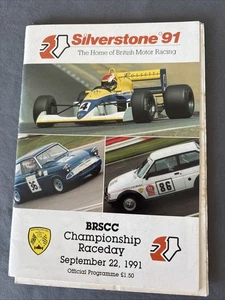 Silverstone '91
The Home of British Motor Racing
86
BRSCC
Championship
Raceday
September 22, 1991
Official Programme £1.50